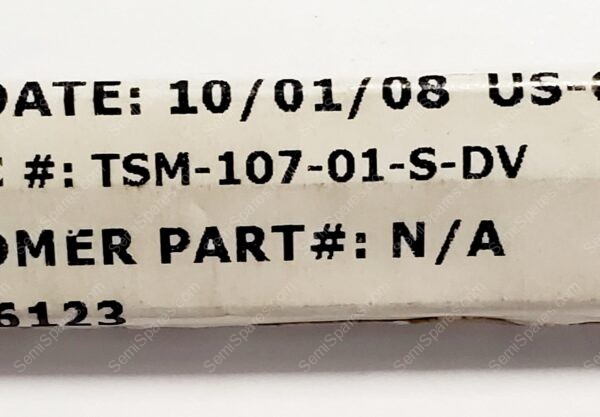 DATE: 10/01/08 US-
#: TSM-107-01-S-DV
OMER PART#: N/A
6123